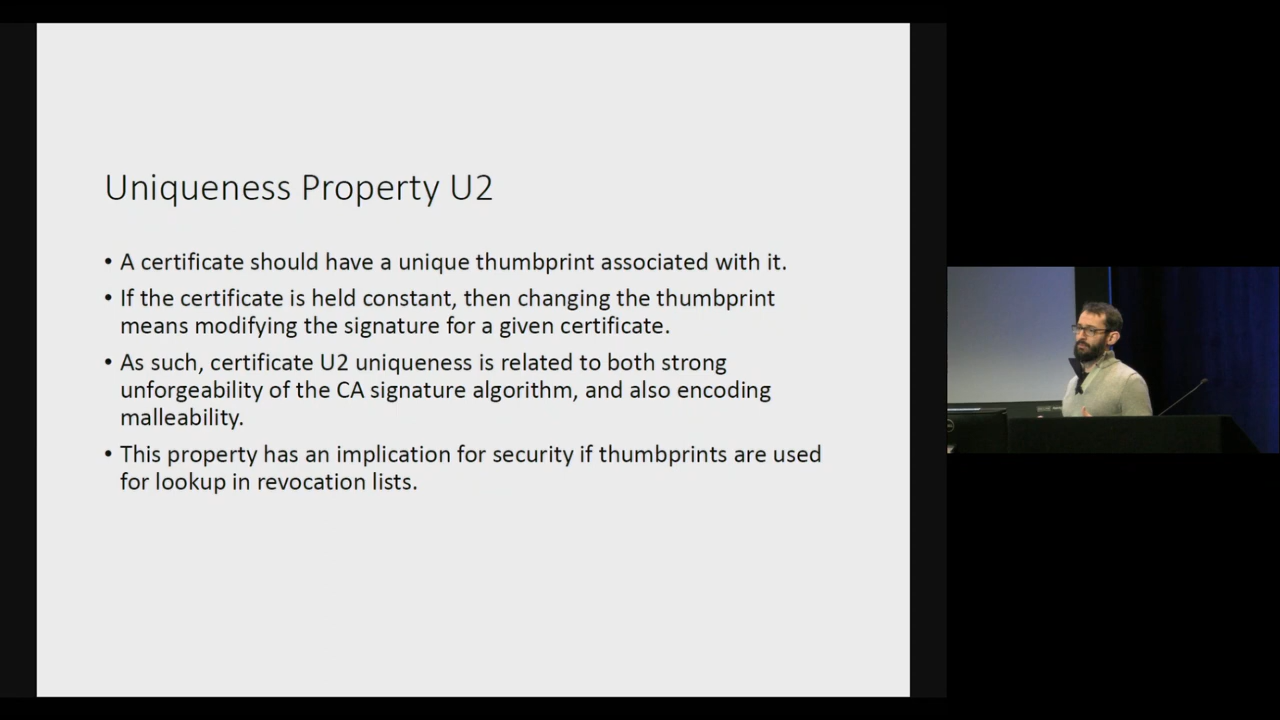 Uniqueness Property U2
• A certificate should have a unique thumbprint associated with it.
• If the certificate is held constant, then changing the thumbprint
means modifying the signature for a given certificate.
• As such, certificate U2 uniqueness is related to both strong
unforgeability of the CA signature algorithm, and also encoding
malleability.
• This property has an implication for security if thumbprints are used
for lookup in revocation lists.